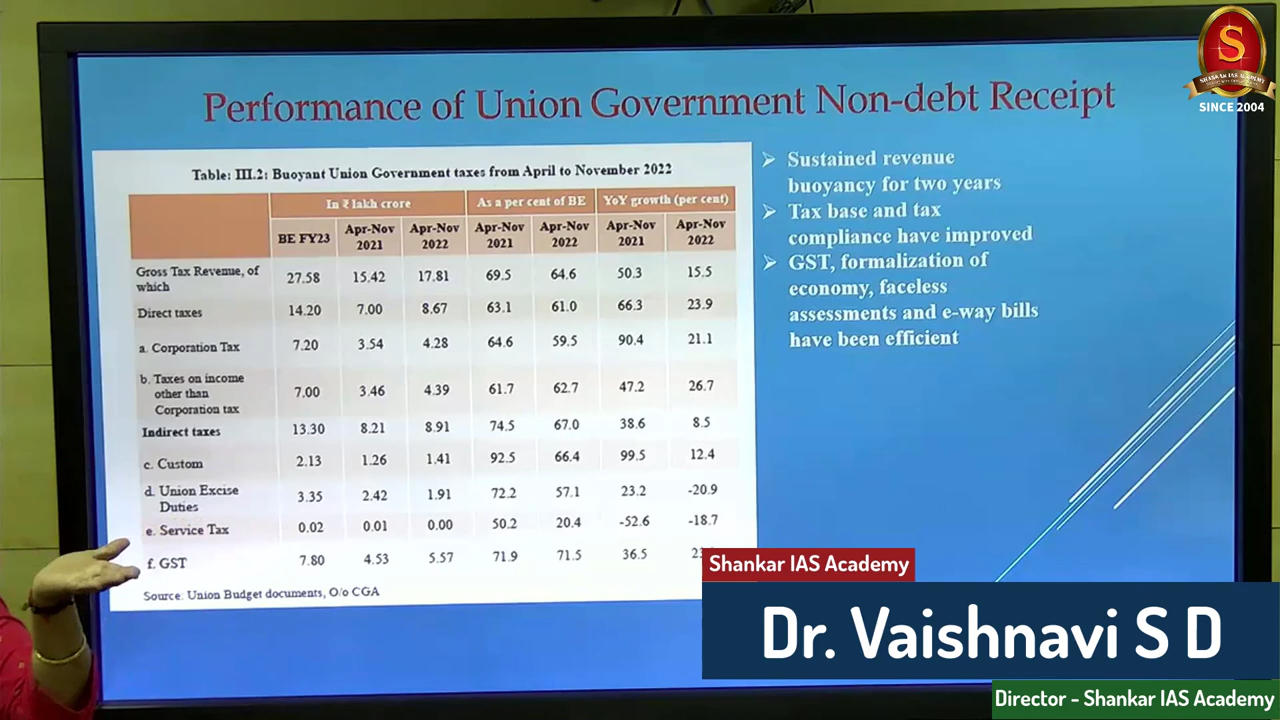 S
SHANKAR IAS ACADEMY
SINCE 2004
Performance of Union Government Non-debt Receipt
Table: III.2: Buoyant Union Government taxes from April to November 2022
In ₹ lakh crore As a per cent of BE YoY growth (per cent)
BE FY23 Apr-Nov 2021 Apr-Nov 2022 Apr-Nov 2021 Apr-Nov 2022 Apr-Nov 2021 Apr-Nov 2022
Gross Tax Revenue, of which 27.58 15.42 17.81 69.5 64.6 50.3 15.5
Direct taxes 14.20 7.00 8.67 63.1 61.0 66.3 23.9
a. Corporation Tax 7.20 3.54 4.28 64.6 59.5 90.4 21.1
b. Taxes on income other than Corporation tax 7.00 3.46 4.39 61.7 62.7 47.2 26.7
Indirect taxes 13.30 8.21 8.91 74.5 67.0 38.6 8.5
c. Custom 2.13 1.26 1.41 92.5 66.4 99.5 12.4
d. Union Excise Duties 3.35 2.42 1.91 72.2 57.1 23.2 -20.9
e. Service Tax 0.02 0.01 0.00 50.2 20.4 -52.6 -18.7
f. GST 7.80 4.53 5.57 71.9 71.5 36.5
Source: Union Budget documents, O/o CGA
➢ Sustained revenue
buoyancy for two years
➢ Tax base and tax
compliance have improved
➢ GST, formalization of
economy, faceless
assessments and e-way bills
have been efficient
Shankar IAS Academy
Dr. Vaishnavi S D
Director - Shankar IAS Academy